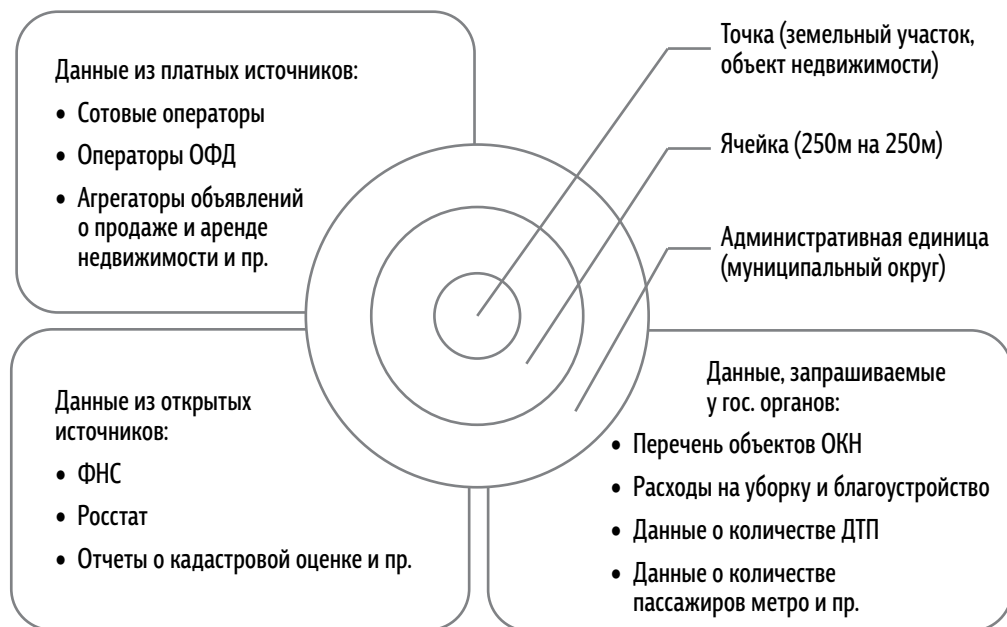 Данные из платных источников:
• Сотовые операторы
• Операторы ОФД
• Агрегаторы объявлений
о продаже и аренде
недвижимости и пр.
Точка (земельный участок,
объект недвижимости)
Ячейка (250м на 250м)
Административная единица
(муниципальный округ)
Данные из открытых
источников:
• ФНС
• Росстат
• Отчеты о кадастровой оценке и пр.
Данные, запрашиваемые
у гос. органов:
• Перечень объектов ОКН
• Расходы на уборку и благоустройство
• Данные о количестве ДТП
• Данные о количестве
пассажиров метро и пр.